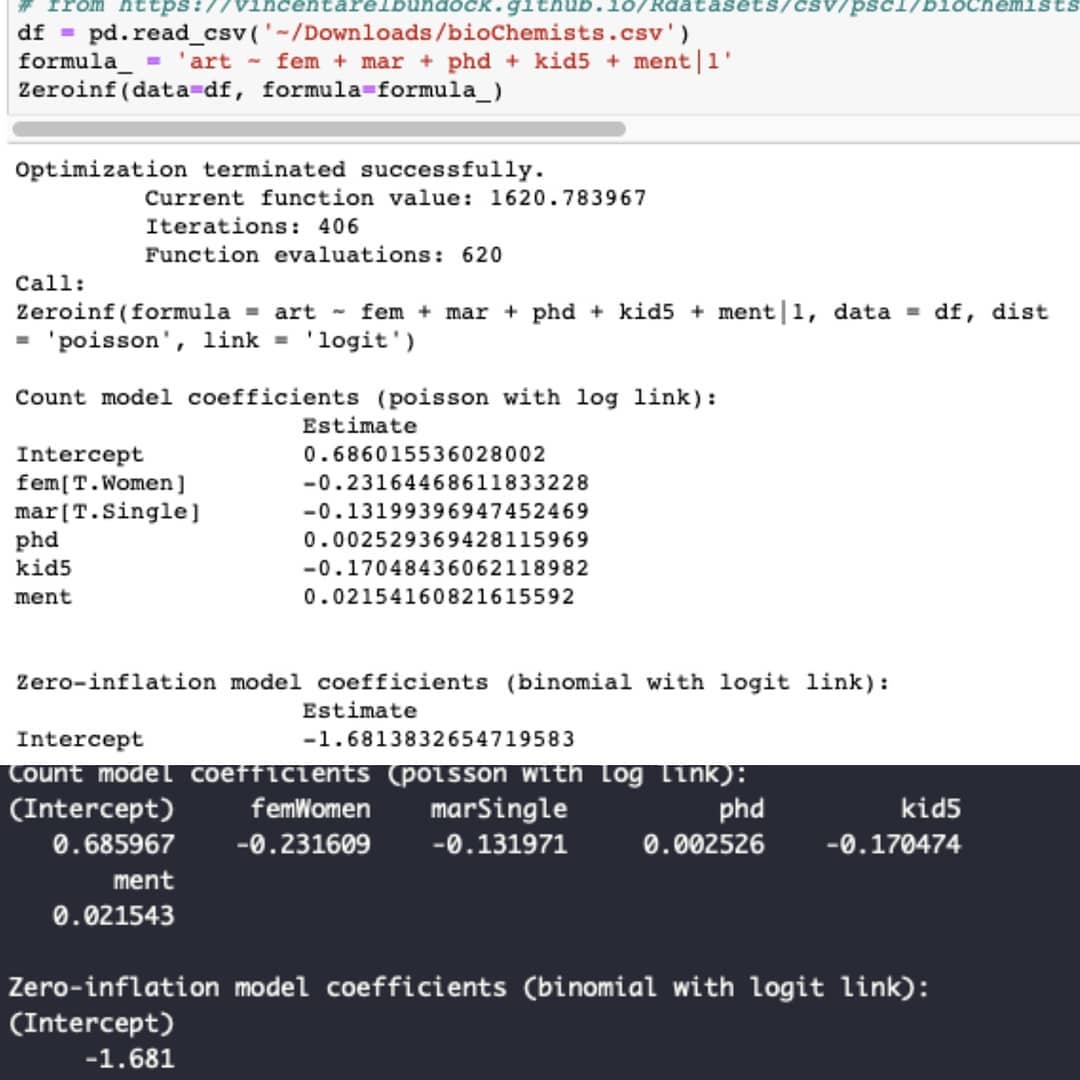 # from https://vincentarelbundock.github.io/Rdatasets/csv/pscl/bioChemists
df = pd.read_csv('~/Downloads/bioChemists.csv')
formula_ = 'art ~ fem + mar + phd + kid5 + ment|1'
Zeroinf(data=df, formula=formula_)
Optimization terminated successfully.
Current function value: 1620.783967
Iterations: 406
Function evaluations: 620
Call:
Zeroinf(formula = art ~ fem + mar + phd + kid5 + ment|1, data = df, dist
= 'poisson', link = 'logit')
Count model coefficients (poisson with log link):
Estimate
Intercept 0.686015536028002
fem[T.Women] -0.23164468611833228
mar[T.Single] -0.13199396947452469
phd 0.002529369428115969
kid5 -0.17048436062118982
ment 0.02154160821615592
Zero-inflation model coefficients (binomial with logit link):
Estimate
Intercept -1.6813832654719583
Count model coefficients (poisson with log link):
(Intercept) femWomen marSingle phd kid5
0.685967 -0.231609 -0.131971 0.002526 -0.170474
ment
0.021543
Zero-inflation model coefficients (binomial with logit link):
(Intercept)
-1.681